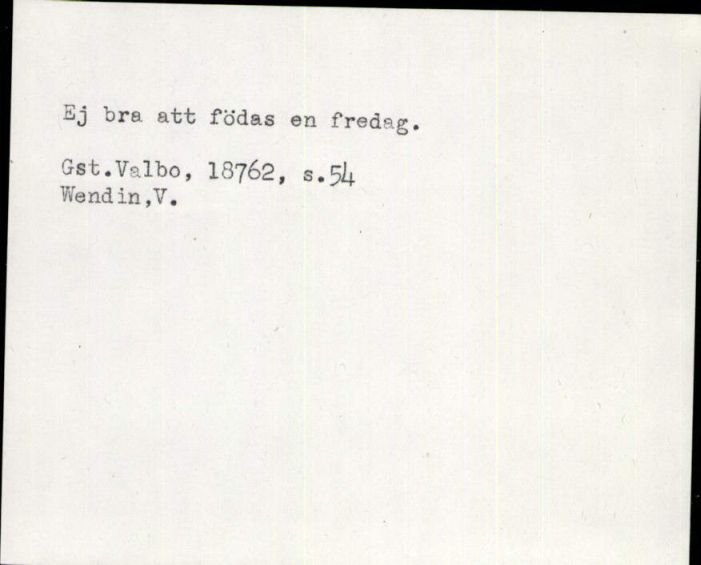 Ej bra att födas en fredag.
Gst.Valbo, 18762, s.54
Wendin,V.